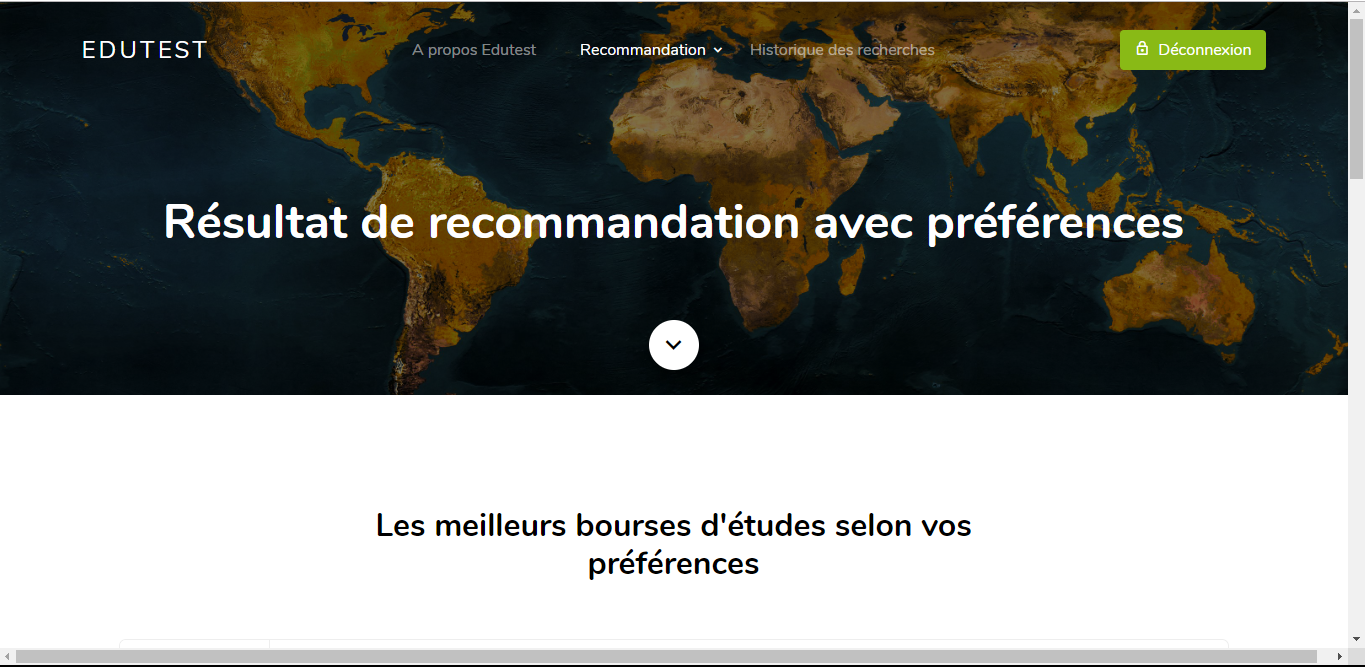 EDUTEST
A propos Edutest
Recommandation
Historique des recherches
Déconnexion
Résultat de recommandation avec préférences
Les meilleurs bourses d'études selon vos
préférences